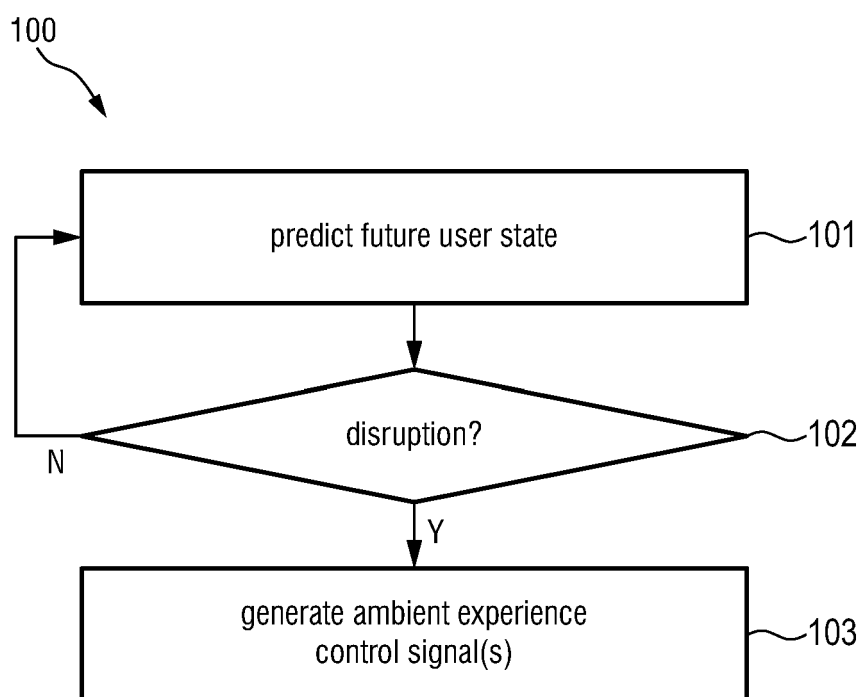 100
predict future user state
101
disruption?
102
N
Y
generate ambient experience
control signal(s)
103